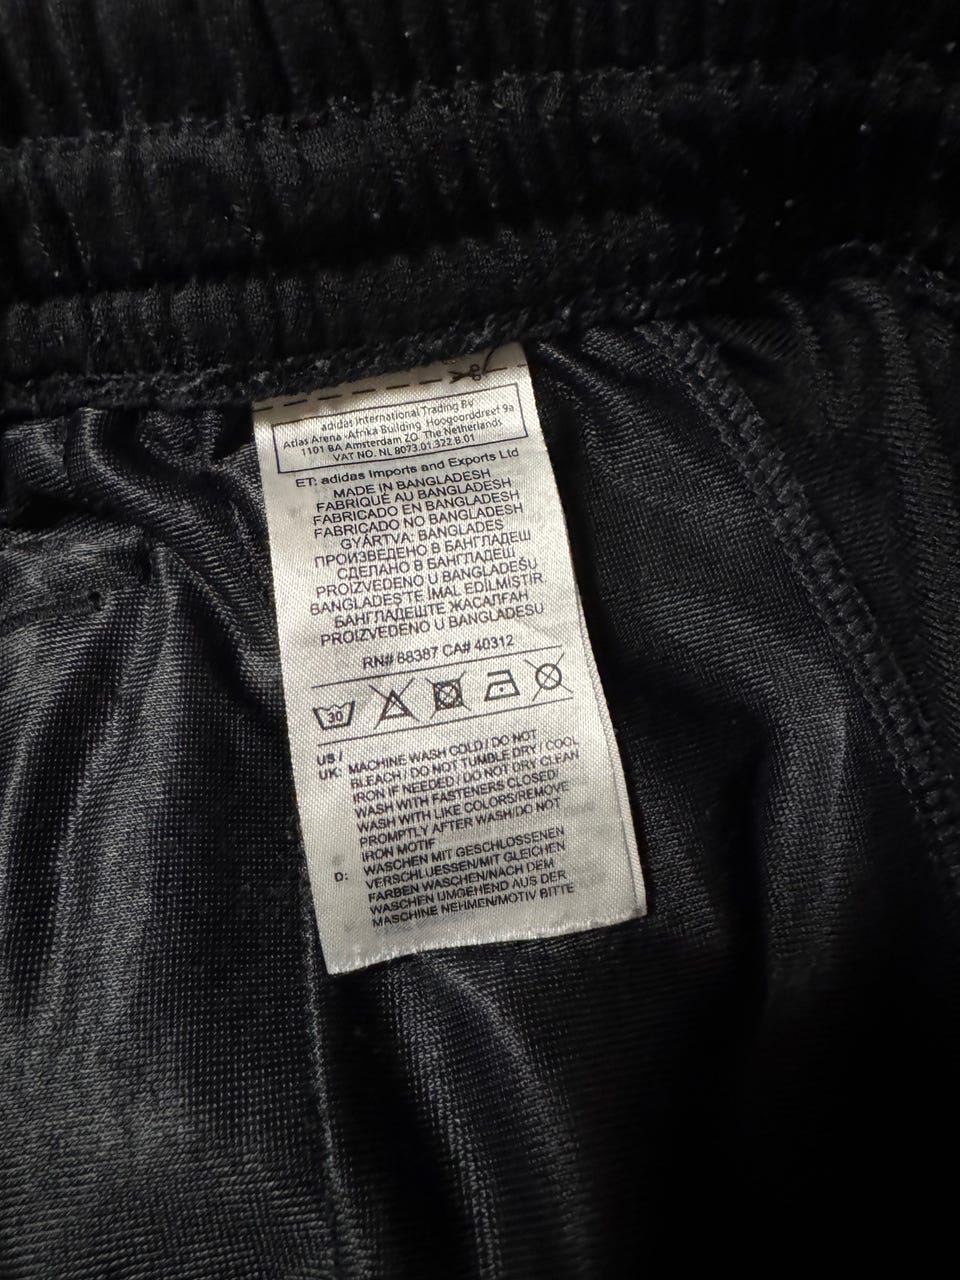 adidas International Trading BV
Atlas Arena -Afrika Building Hoogoorddreef 9a
1101 BA Amsterdam ZO The Netherlands
VAT NO. NL 8073.01.322.B.01
ET: adidas Imports and Exports Ltd
MADE IN BANGLADESH
FABRIQUÉ AU BANGLADESH
FABRICADO EN BANGLADESH
FABRICADO NO BANGLADESH
GYÁRTVA: BANGLADES
ПРОИЗВЕДЕНО В БАНГЛАДЕШ
СДЕЛАНО В БАНГЛАДЕШ
PROIZVEDENO U BANGLADEŠU
BANGLADEŞ'TE İMAL EDİLMİŞTİR.
БАНГЛАДЕШТЕ ЖАСАЛҒАН
PROIZVEDENO U BANGLADEŠU
RN# 88387 CA# 40312
30
US /
UK: MACHINE WASH COLD / DO NOT
BLEACH / DO NOT TUMBLE DRY / COOL
IRON IF NEEDED / DO NOT DRY CLEAN
WASH WITH FASTENERS CLOSED/
WASH WITH LIKE COLORS/REMOVE
PROMPTLY AFTER WASH/DO NOT
IRON MOTIF
D: WASCHEN MIT GESCHLOSSENEN
VERSCHLUESSEN/MIT GLEICHEN
FARBEN WASCHEN/NACH DEM
WASCHEN UMGEHEND AUS DER
MASCHINE NEHMEN/MOTIV BITTE